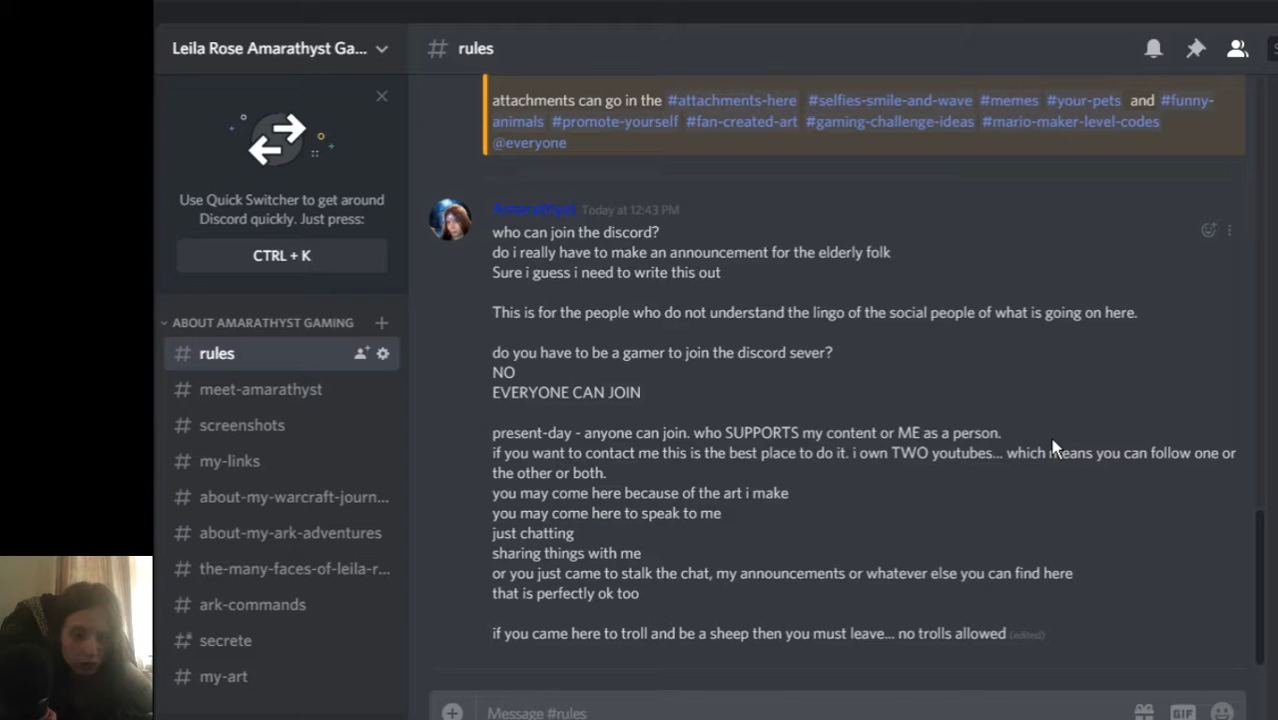 Leila Rose Amarathyst Ga...
# rules
Use Quick Switcher to get around
Discord quickly. Just press:
CTRL + K
ABOUT AMARATHYST GAMING
# rules
# meet-amarathyst
# screenshots
# my-links
# about-my-warcraft-journ...
# about-my-ark-adventures
# the-many-faces-of-leila-r...
# ark-commands
# secrete
# my-art
attachments can go in the #attachments-here #selfies-smile-and-wave #memes #your-pets and #funny-
animals #promote-yourself #fan-created-art #gaming-challenge-ideas #mario-maker-level-codes
@everyone
Amarathyst Today at 12:43 PM
who can join the discord?
do i really have to make an announcement for the elderly folk
Sure i guess i need to write this out
This is for the people who do not understand the lingo of the social people of what is going on here.
do you have to be a gamer to join the discord sever?
NO
EVERYONE CAN JOIN
present-day - anyone can join. who SUPPORTS my content or ME as a person.
if you want to contact me this is the best place to do it. i own TWO youtubes... which means you can follow one or
the other or both.
you may come here because of the art i make
you may come here to speak to me
just chatting
sharing things with me
or you just came to stalk the chat, my announcements or whatever else you can find here
that is perfectly ok too
if you came here to troll and be a sheep then you must leave... no trolls allowed (edited)
Message #rules
GIF